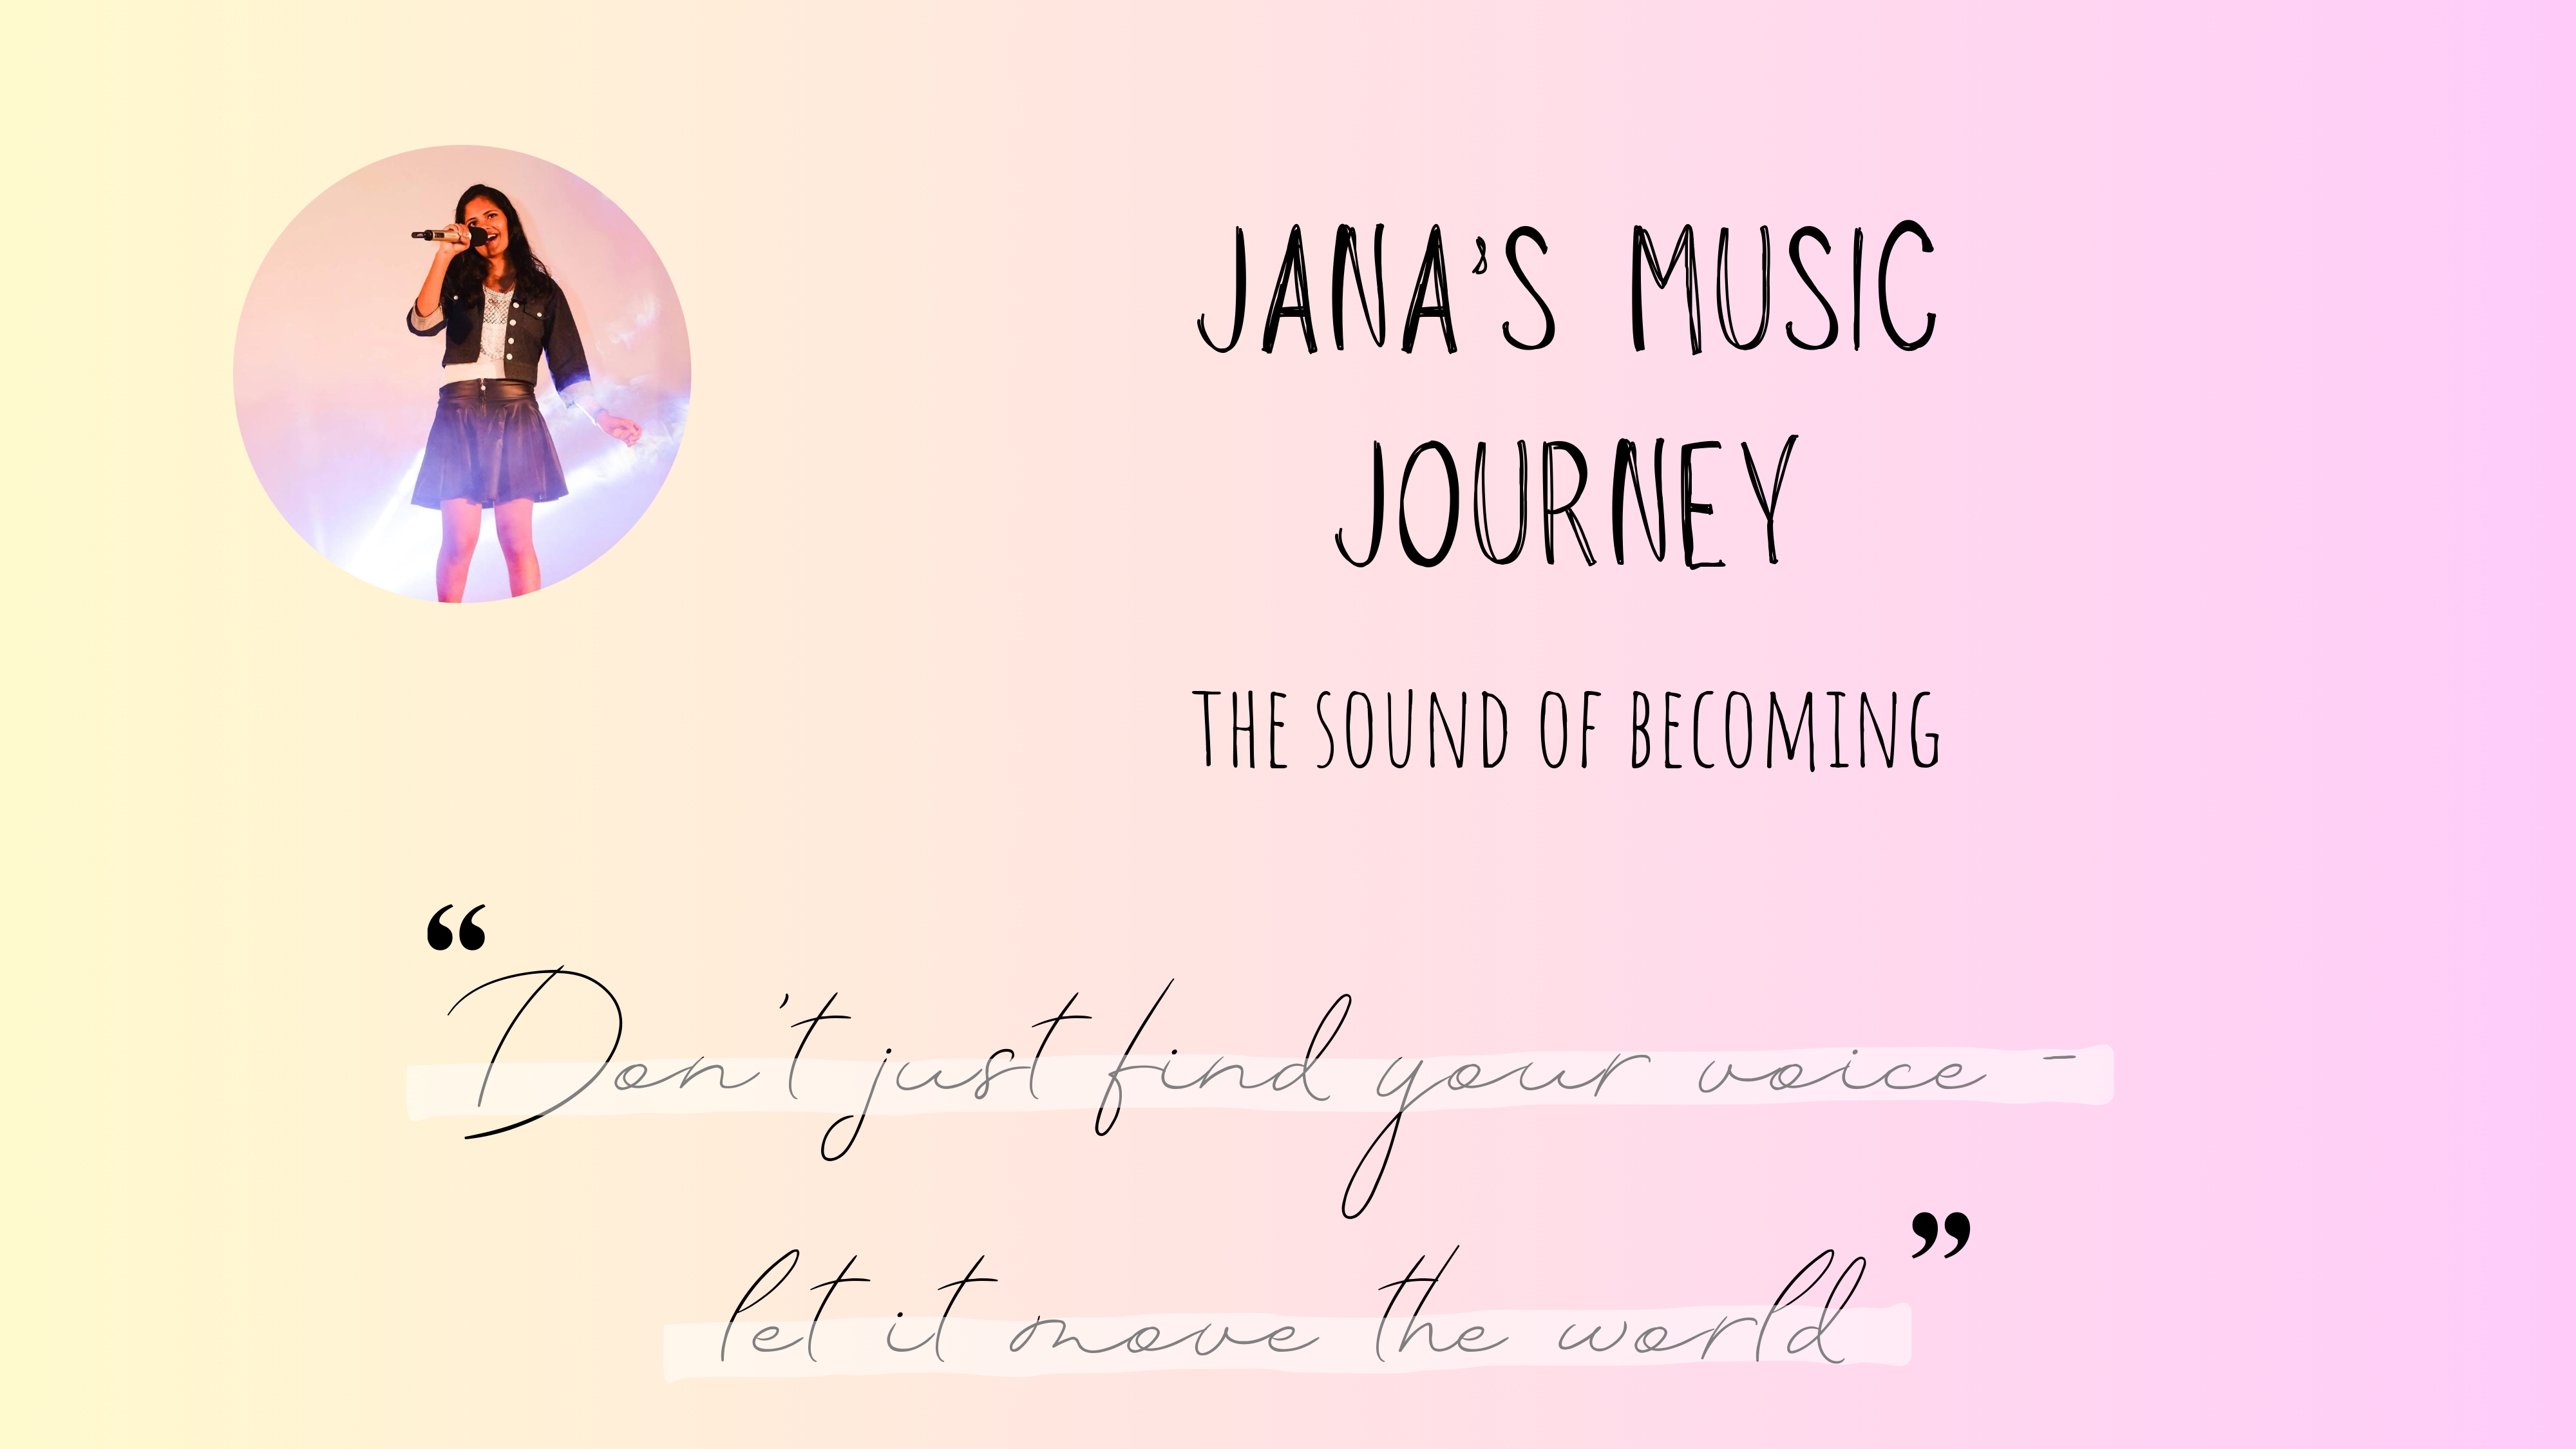 JANA'S MUSIC
JOURNEY
THE SOUND OF BECOMING
“Don't just find your voice -
let it move the world”